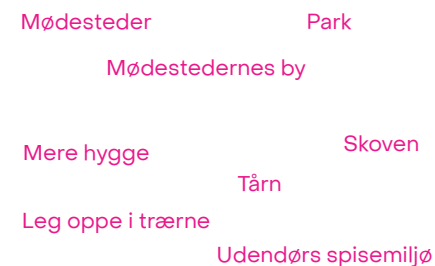 Mødesteder
Park
Mødestedernes by
Skoven
Mere hygge
Tårn
Leg oppe i trærne
Udendørs spisemiljø